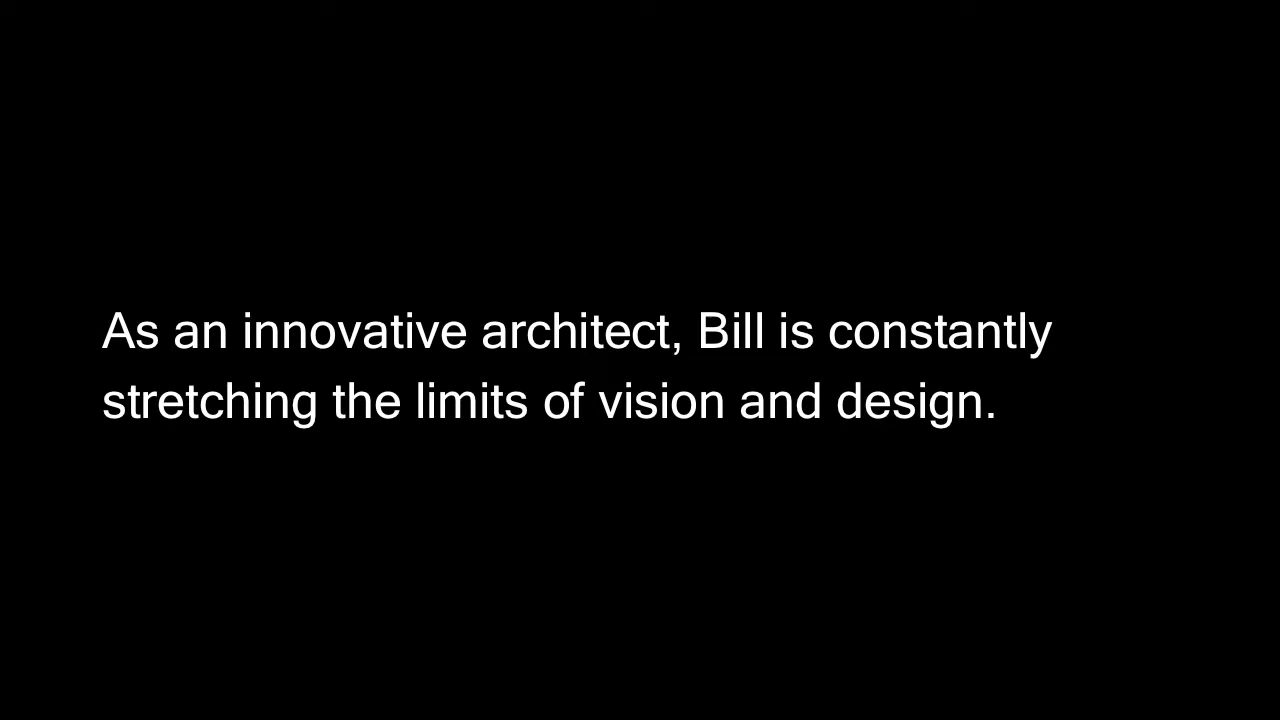 As an innovative architect, Bill is constantly
stretching the limits of vision and design.